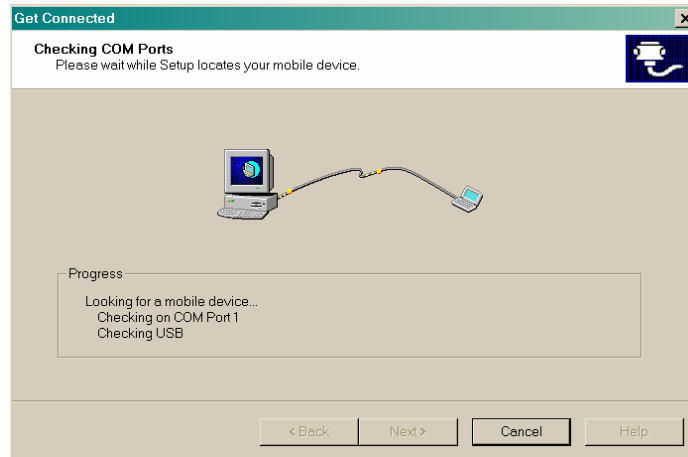 Get Connected
Checking COM Ports
Please wait while Setup locates your mobile device.
Progress
Looking for a mobile device...
Checking on COM Port 1
Checking USB
< Back
Next >
Cancel
Help